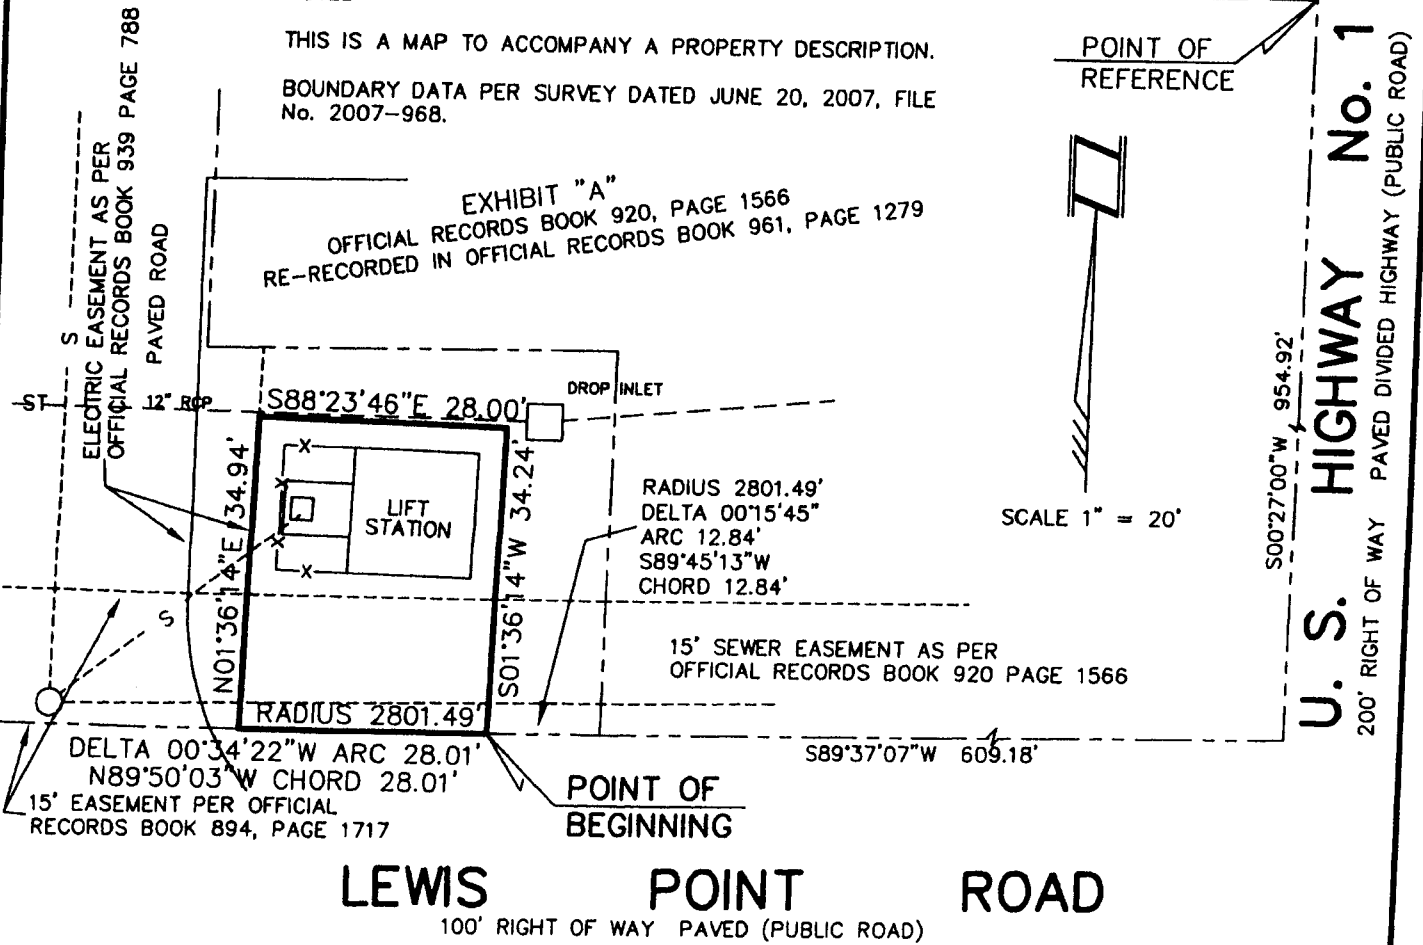 THIS IS A MAP TO ACCOMPANY A PROPERTY DESCRIPTION.
BOUNDARY DATA PER SURVEY DATED JUNE 20, 2007, FILE
No. 2007-968.
POINT OF
REFERENCE
EXHIBIT "A"
OFFICIAL RECORDS BOOK 920, PAGE 1566
RE-RECORDED IN OFFICIAL RECORDS BOOK 961, PAGE 1279
ELECTRIC EASEMENT AS PER
OFFICIAL RECORDS BOOK 939 PAGE 788
PAVED ROAD
S
ST
12" RCP
S88°23'46"E 28.00'
DROP INLET
N01°36'14"E 34.94'
S01°36'14"W 34.24'
X
X
X
X
LIFT
STATION
RADIUS 2801.49'
DELTA 00°15'45"
ARC 12.84'
S89°45'13"W
CHORD 12.84'
SCALE 1" = 20'
S00°27'00"W 954.92'
U. S. HIGHWAY No. 1
200' RIGHT OF WAY PAVED DIVIDED HIGHWAY (PUBLIC ROAD)
S
15' SEWER EASEMENT AS PER
OFFICIAL RECORDS BOOK 920 PAGE 1566
RADIUS 2801.49'
DELTA 00°34'22"W ARC 28.01'
N89°50'03"W CHORD 28.01'
S89°37'07"W 609.18'
15' EASEMENT PER OFFICIAL
RECORDS BOOK 894, PAGE 1717
POINT OF
BEGINNING
LEWIS POINT ROAD
100' RIGHT OF WAY PAVED (PUBLIC ROAD)